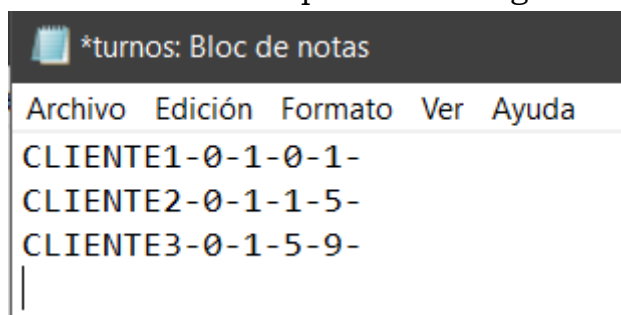 *turnos: Bloc de notas
Archivo Edición Formato Ver Ayuda
CLIENTE1-0-1-0-1-
CLIENTE2-0-1-1-5-
CLIENTE3-0-1-5-9-